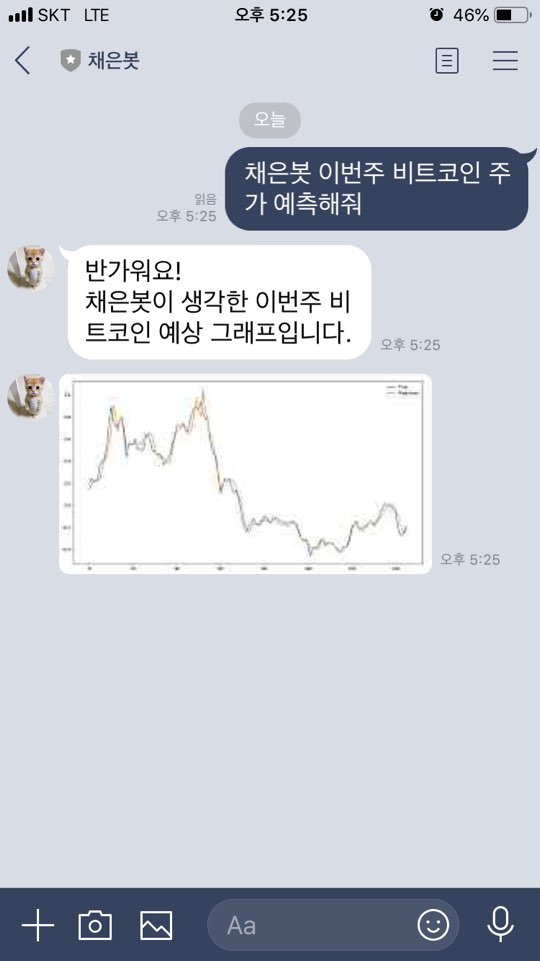 SKT LTE 오후 5:25 46%
채은봇
오늘
채은봇 이번주 비트코인 주
가 예측해줘
읽음
오후 5:25
반가워요!
채은봇이 생각한 이번주 비
트코인 예상 그래프입니다.
오후 5:25
오후 5:25
Aa